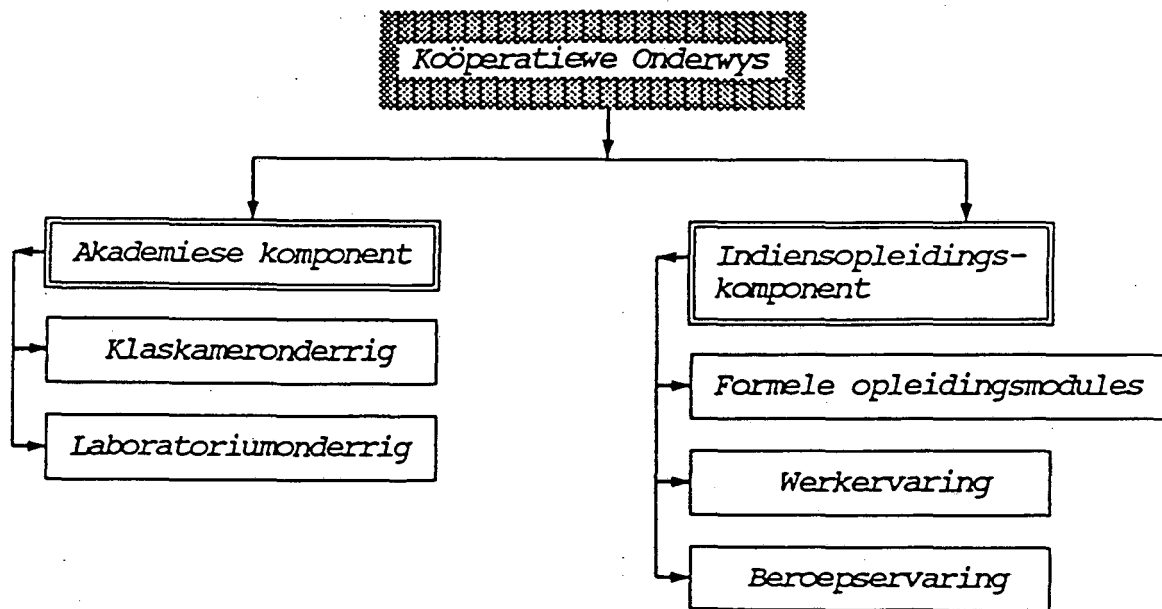 Koöperatiewe Onderwys
Akademiese komponent
Klaskameronderrig
Laboratoriumonderrig
Indiensopleidings-
komponent
Formele opleidingsmodules
Werkervaring
Beroepservaring